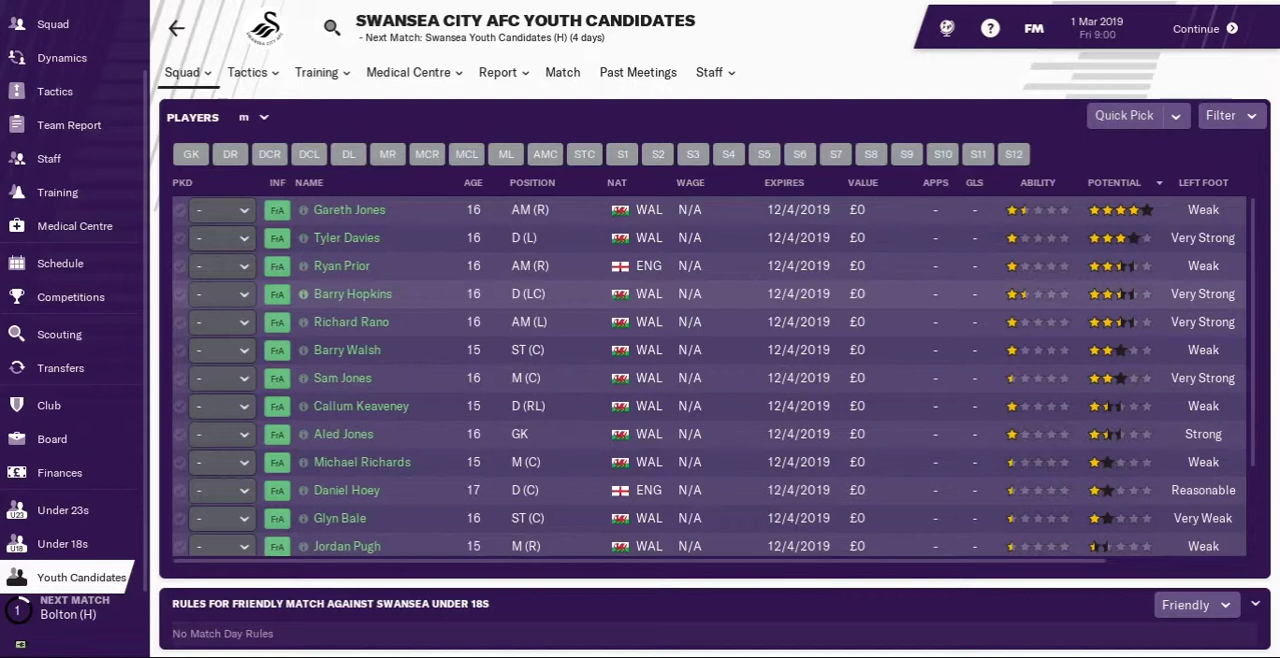 SWANSEA CITY AFC YOUTH CANDIDATES
- Next Match: Swansea Youth Candidates (H) (4 days)
? FM 1 Mar 2019 Fri 9:00 Continue
Squad
Dynamics
Tactics
Team Report
Staff
Training
Medical Centre
Schedule
Competitions
Scouting
Transfers
Club
Board
Finances
U23 Under 23s
U18 Under 18s
Youth Candidates
1 NEXT MATCH
Bolton (H)
Squad Tactics Training Medical Centre Report Match Past Meetings Staff
PLAYERS m Quick Pick Filter
GK DR DCR DCL DL MR MCR MCL ML AMC STC S1 S2 S3 S4 S5 S6 S7 S8 S9 S10 S11 S12
PKD INF NAME AGE POSITION NAT WAGE EXPIRES VALUE APPS GLS ABILITY POTENTIAL LEFT FOOT
- FrA Gareth Jones 16 AM (R) WAL N/A 12/4/2019 £0 - - Weak
- FrA Tyler Davies 16 D (L) WAL N/A 12/4/2019 £0 - - Very Strong
- FrA Ryan Prior 16 AM (R) ENG N/A 12/4/2019 £0 - - Weak
- FrA Barry Hopkins 16 D (LC) WAL N/A 12/4/2019 £0 - - Very Strong
- FrA Richard Rano 16 AM (L) WAL N/A 12/4/2019 £0 - - Very Strong
- FrA Barry Walsh 15 ST (C) WAL N/A 12/4/2019 £0 - - Weak
- FrA Sam Jones 16 M (C) WAL N/A 12/4/2019 £0 - - Very Strong
- FrA Callum Keaveney 15 D (RL) WAL N/A 12/4/2019 £0 - - Weak
- FrA Aled Jones 16 GK WAL N/A 12/4/2019 £0 - - Strong
- FrA Michael Richards 15 M (C) WAL N/A 12/4/2019 £0 - - Weak
- FrA Daniel Hoey 17 D (C) ENG N/A 12/4/2019 £0 - - Reasonable
- FrA Glyn Bale 16 ST (C) WAL N/A 12/4/2019 £0 - - Very Weak
- FrA Jordan Pugh 15 M (R) WAL N/A 12/4/2019 £0 - - Weak
RULES FOR FRIENDLY MATCH AGAINST SWANSEA UNDER 18S Friendly
No Match Day Rules